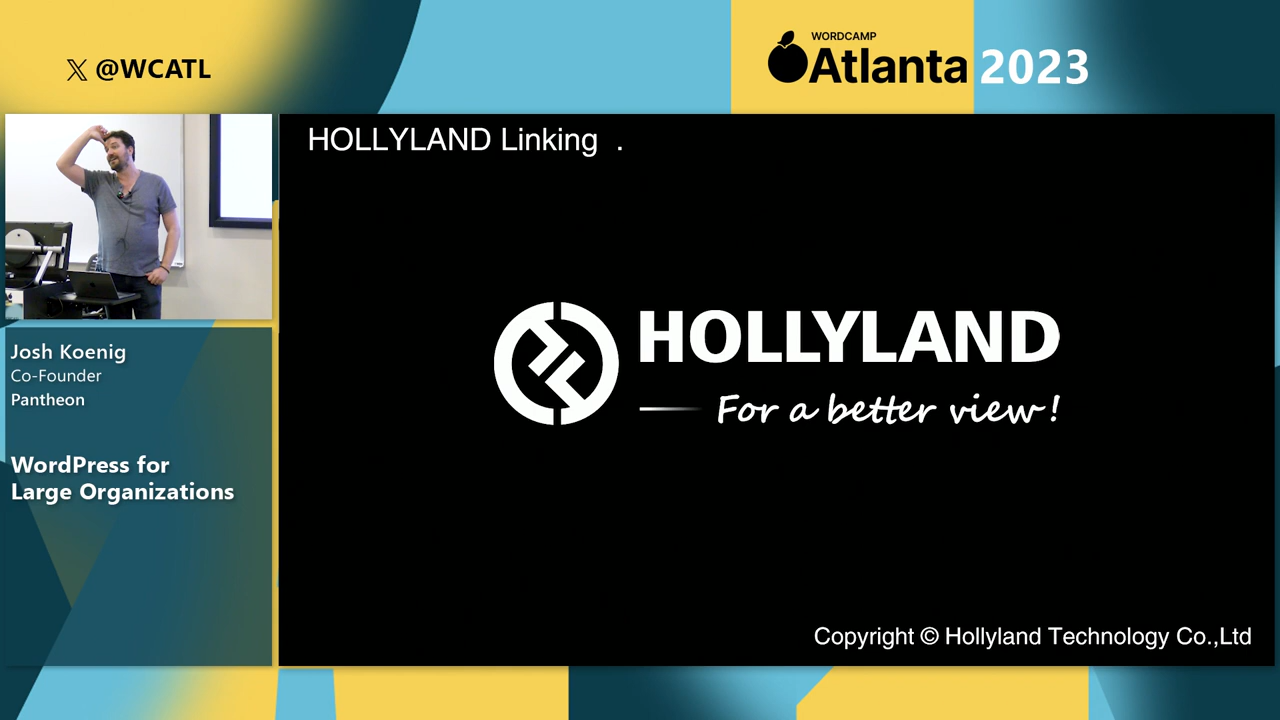 𝕏 @WCATL
WORDCAMP
Atlanta 2023
HOLLYLAND Linking .
HOLLYLAND
For a better view!
Copyright © Hollyland Technology Co.,Ltd
Josh Koenig
Co-Founder
Pantheon
WordPress for
Large Organizations